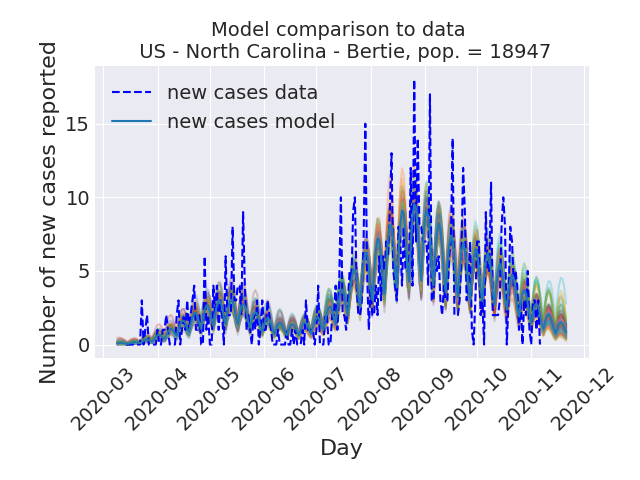 Model comparison to data
US - North Carolina - Bertie, pop. = 18947
new cases data
new cases model
Number of new cases reported
15
10
5
0
2020-03
2020-04
2020-05
2020-06
2020-07
2020-08
2020-09
2020-10
2020-11
2020-12
Day